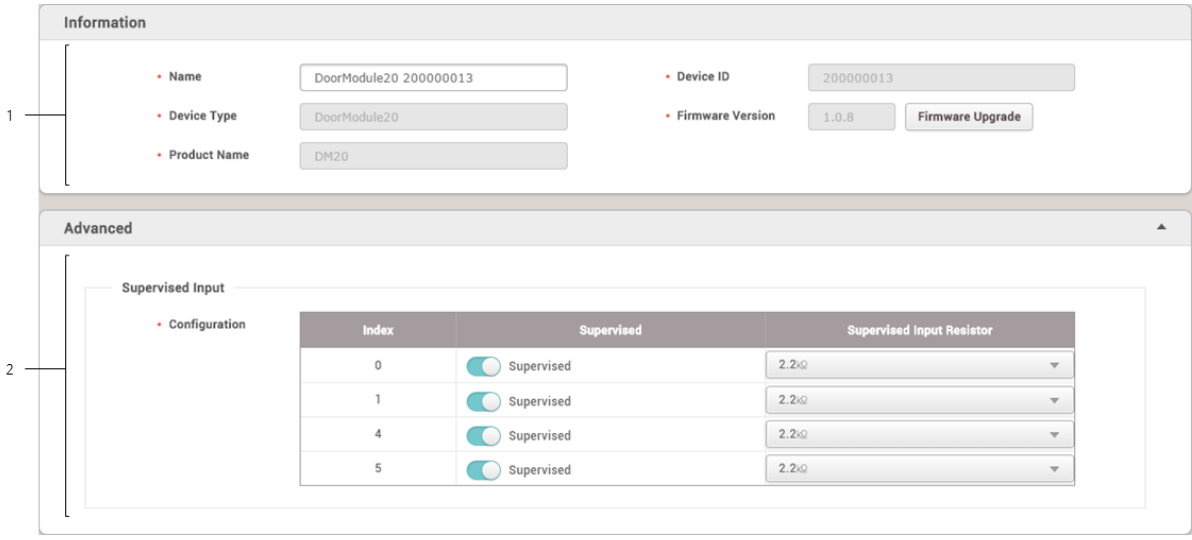 Information
1
Name DoorModule20 200000013 Device ID 200000013
Device Type DoorModule20 Firmware Version 1.0.8 Firmware Upgrade
Product Name DM20
Advanced
2
Supervised Input
Configuration
Index Supervised Supervised Input Resistor
0 Supervised 2.2kΩ
1 Supervised 2.2kΩ
4 Supervised 2.2kΩ
5 Supervised 2.2kΩ